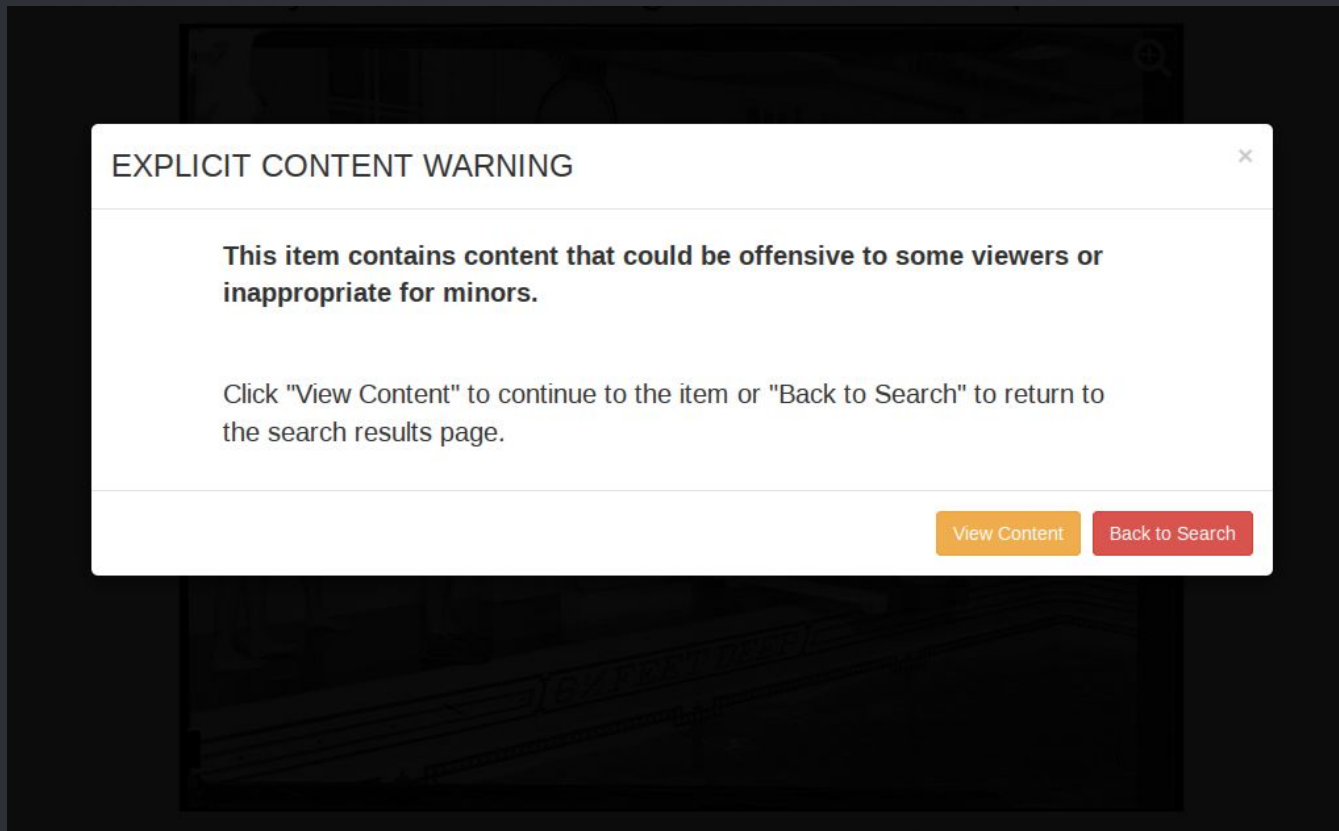 EXPLICIT CONTENT WARNING
×
This item contains content that could be offensive to some viewers or
inappropriate for minors.
Click "View Content" to continue to the item or "Back to Search" to return to
the search results page.
View Content
Back to Search